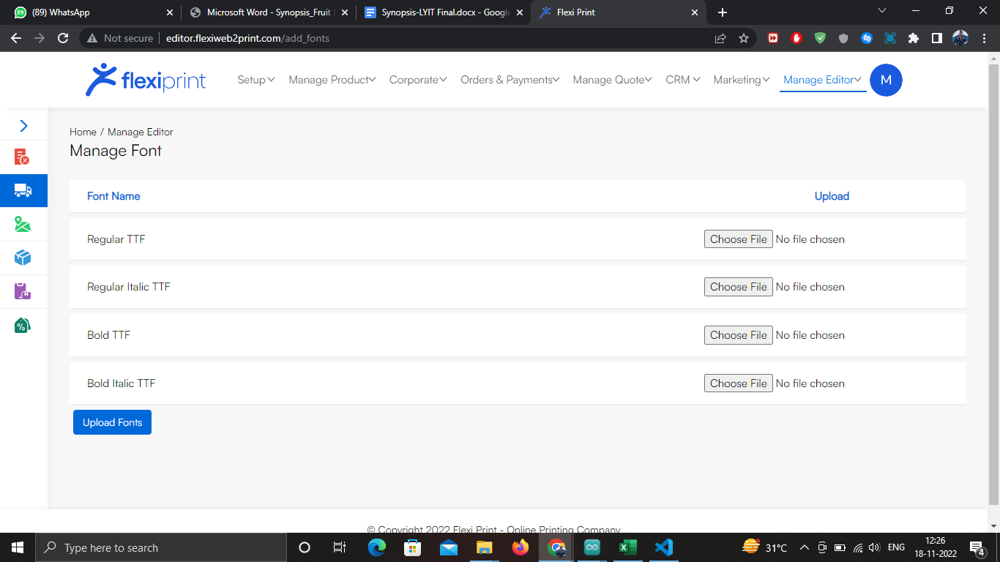 (89) WhatsApp
Microsoft Word - Synopsis_Fruit
Synopsis-LYIT Final.docx - Google
Flexi Print
Not secure editor.flexiweb2print.com/add_fonts
flexiprint
Setup Manage Product Corporate Orders & Payments Manage Quote CRM Marketing Manage Editor M
Home / Manage Editor
Manage Font
Font Name Upload
Regular TTF Choose File No file chosen
Regular Italic TTF Choose File No file chosen
Bold TTF Choose File No file chosen
Bold Italic TTF Choose File No file chosen
Upload Fonts
© Copyright 2022 Flexi Print - Online Printing Company
Type here to search
31°C
ENG
12:26
18-11-2022
4